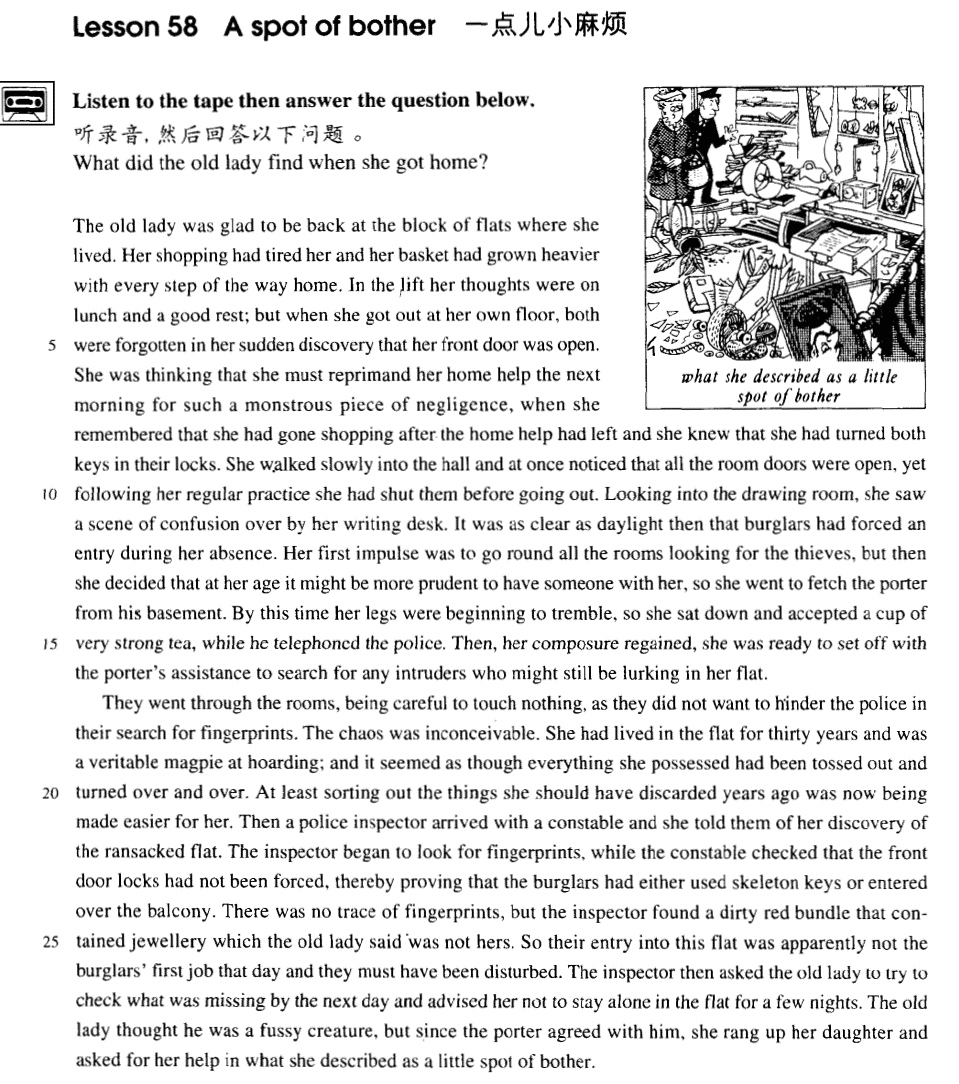 Lesson 58 A spot of bother 一点儿小麻烦
Listen to the tape then answer the question below.
听录音，然后回答以下问题。
What did the old lady find when she got home?
The old lady was glad to be back at the block of flats where she
lived. Her shopping had tired her and her basket had grown heavier
with every step of the way home. In the lift her thoughts were on
lunch and a good rest; but when she got out at her own floor, both
5 were forgotten in her sudden discovery that her front door was open.
She was thinking that she must reprimand her home help the next
morning for such a monstrous piece of negligence, when she
what she described as a little
spot of bother
remembered that she had gone shopping after the home help had left and she knew that she had turned both
keys in their locks. She walked slowly into the hall and at once noticed that all the room doors were open, yet
10 following her regular practice she had shut them before going out. Looking into the drawing room, she saw
a scene of confusion over by her writing desk. It was as clear as daylight then that burglars had forced an
entry during her absence. Her first impulse was to go round all the rooms looking for the thieves, but then
she decided that at her age it might be more prudent to have someone with her, so she went to fetch the porter
from his basement. By this time her legs were beginning to tremble, so she sat down and accepted a cup of
15 very strong tea, while he telephoned the police. Then, her composure regained, she was ready to set off with
the porter's assistance to search for any intruders who might still be lurking in her flat.
They went through the rooms, being careful to touch nothing, as they did not want to hinder the police in
their search for fingerprints. The chaos was inconceivable. She had lived in the flat for thirty years and was
a veritable magpie at hoarding; and it seemed as though everything she possessed had been tossed out and
20 turned over and over. At least sorting out the things she should have discarded years ago was now being
made easier for her. Then a police inspector arrived with a constable and she told them of her discovery of
the ransacked flat. The inspector began to look for fingerprints, while the constable checked that the front
door locks had not been forced, thereby proving that the burglars had either used skeleton keys or entered
over the balcony. There was no trace of fingerprints, but the inspector found a dirty red bundle that con-
25 tained jewellery which the old lady said was not hers. So their entry into this flat was apparently not the
burglars' first job that day and they must have been disturbed. The inspector then asked the old lady to try to
check what was missing by the next day and advised her not to stay alone in the flat for a few nights. The old
lady thought he was a fussy creature, but since the porter agreed with him, she rang up her daughter and
asked for her help in what she described as a little spot of bother.